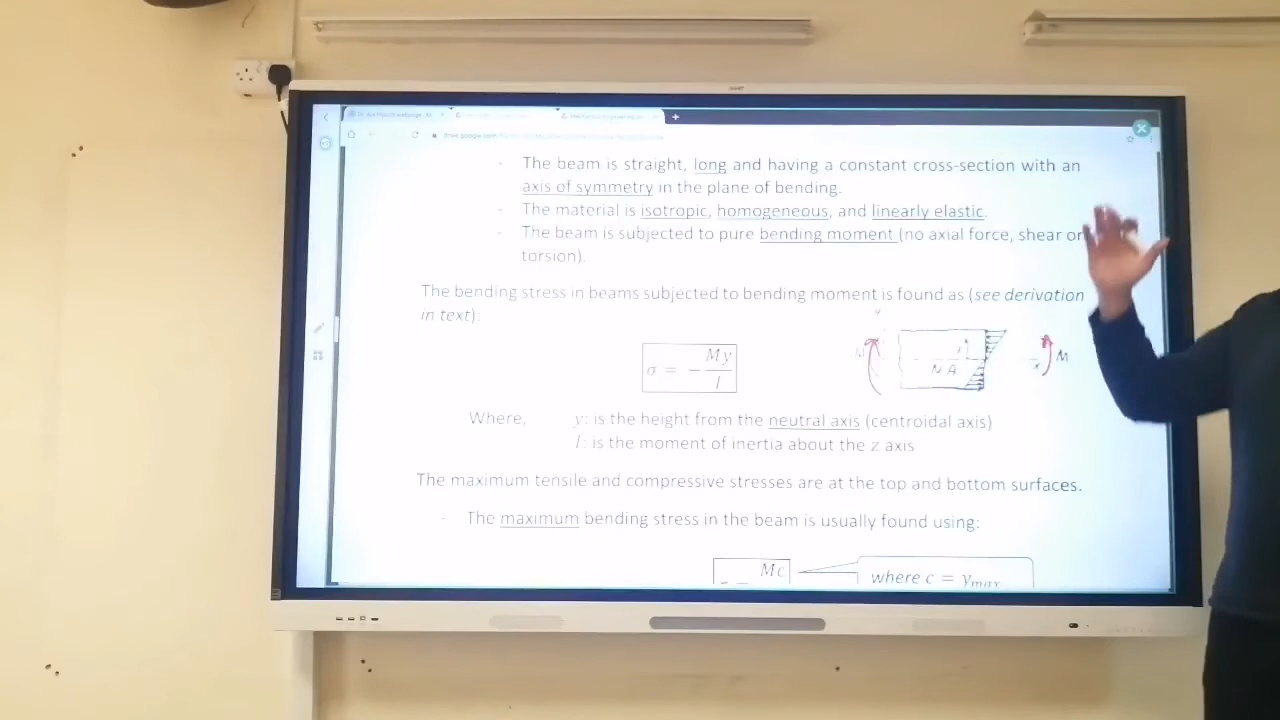 - The beam is straight, long and having a constant cross-section with an
axis of symmetry in the plane of bending.
- The material is isotropic, homogeneous, and linearly elastic.
- The beam is subjected to pure bending moment (no axial force, shear or
torsion).
The bending stress in beams subjected to bending moment is found as (see derivation
in text):
σ = − My / I
M N A y x M
Where, y: is the height from the neutral axis (centroidal axis)
I: is the moment of inertia about the z axis
The maximum tensile and compressive stresses are at the top and bottom surfaces.
- The maximum bending stress in the beam is usually found using:
Mc
where c = ymax